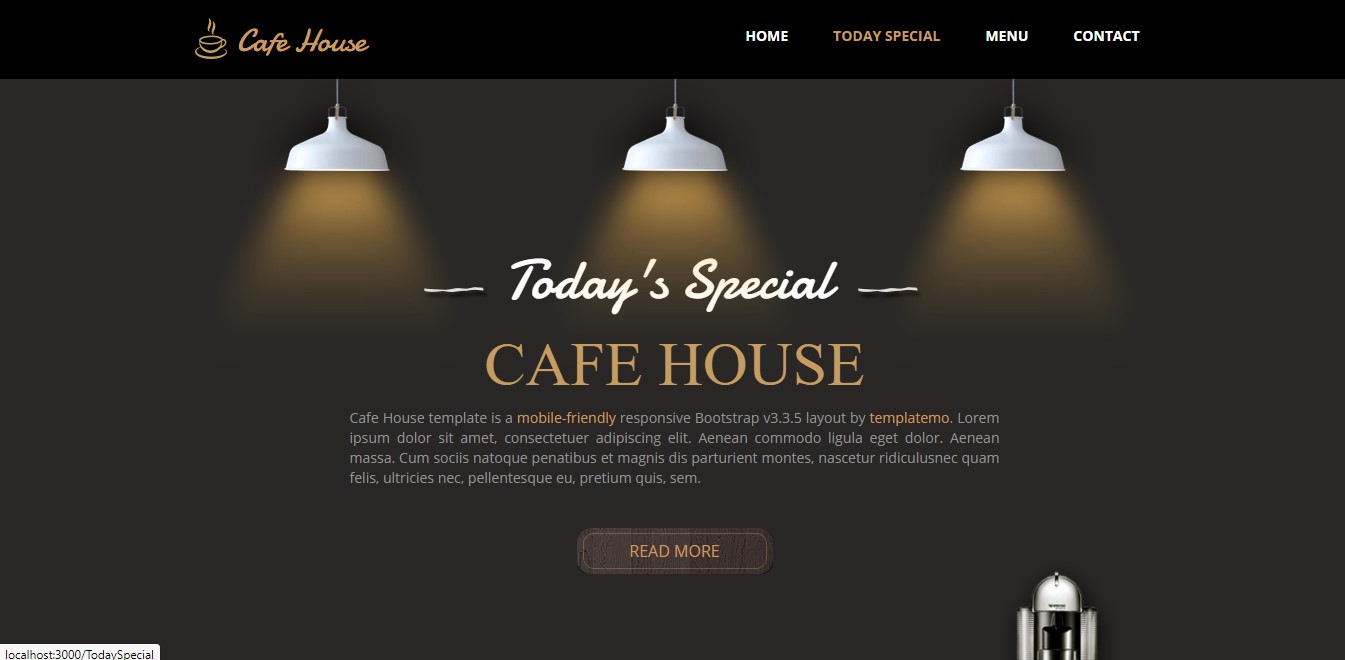 Cafe House
HOME TODAY SPECIAL MENU CONTACT
Today's Special
CAFE HOUSE
Cafe House template is a mobile-friendly responsive Bootstrap v3.3.5 layout by templatemo. Lorem
ipsum dolor sit amet, consectetuer adipiscing elit. Aenean commodo ligula eget dolor. Aenean
massa. Cum sociis natoque penatibus et magnis dis parturient montes, nascetur ridiculusnec quam
felis, ultricies nec, pellentesque eu, pretium quis, sem.
READ MORE
localhost:3000/TodaySpecial